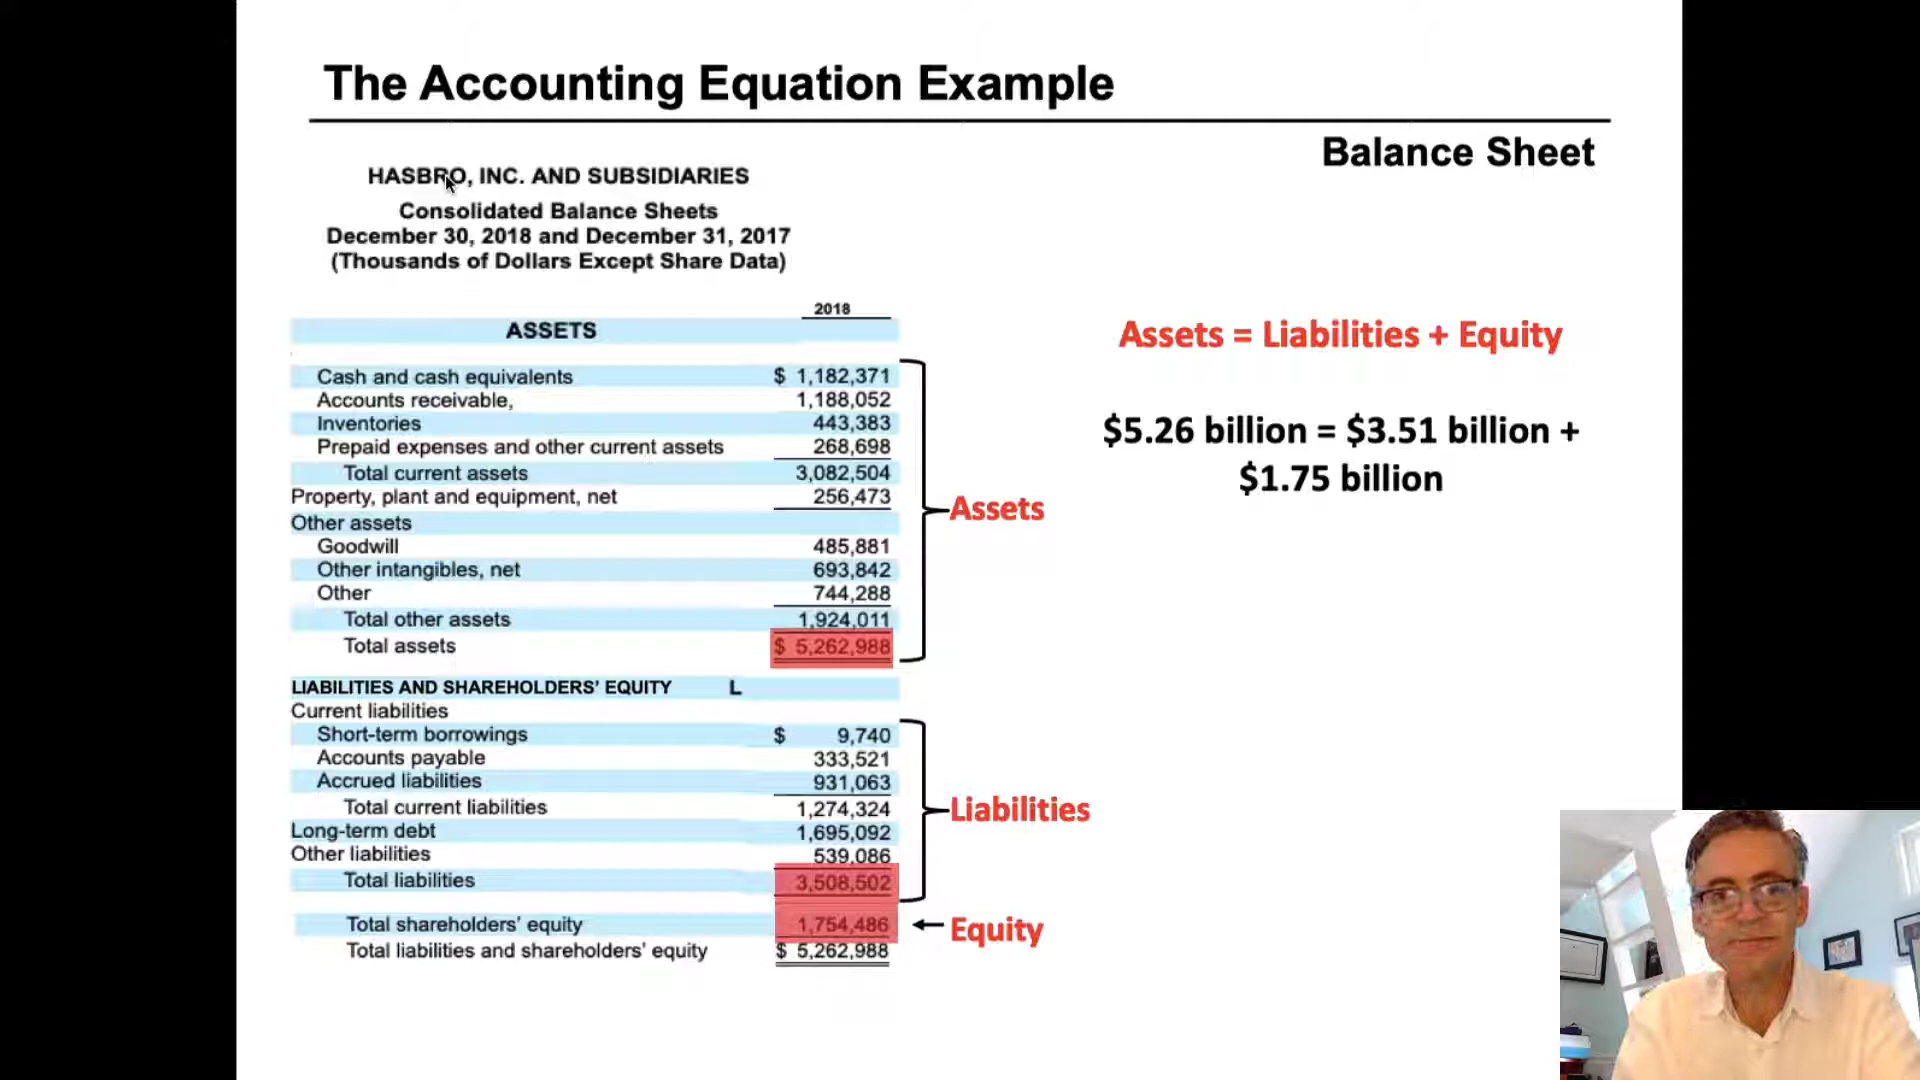 The Accounting Equation Example
Balance Sheet
HASBRO, INC. AND SUBSIDIARIES
Consolidated Balance Sheets
December 30, 2018 and December 31, 2017
(Thousands of Dollars Except Share Data)
2018
ASSETS
Cash and cash equivalents $ 1,182,371
Accounts receivable, 1,188,052
Inventories 443,383
Prepaid expenses and other current assets 268,698
Total current assets 3,082,504
Property, plant and equipment, net 256,473
Other assets
Goodwill 485,881
Other intangibles, net 693,842
Other 744,288
Total other assets 1,924,011
Total assets $ 5,262,988
LIABILITIES AND SHAREHOLDERS' EQUITY L
Current liabilities
Short-term borrowings $ 9,740
Accounts payable 333,521
Accrued liabilities 931,063
Total current liabilities 1,274,324
Long-term debt 1,695,092
Other liabilities 539,086
Total liabilities 3,508,502
Total shareholders' equity 1,754,486
Total liabilities and shareholders' equity $ 5,262,988
Assets
Liabilities
Equity
Assets = Liabilities + Equity
$5.26 billion = $3.51 billion +
$1.75 billion